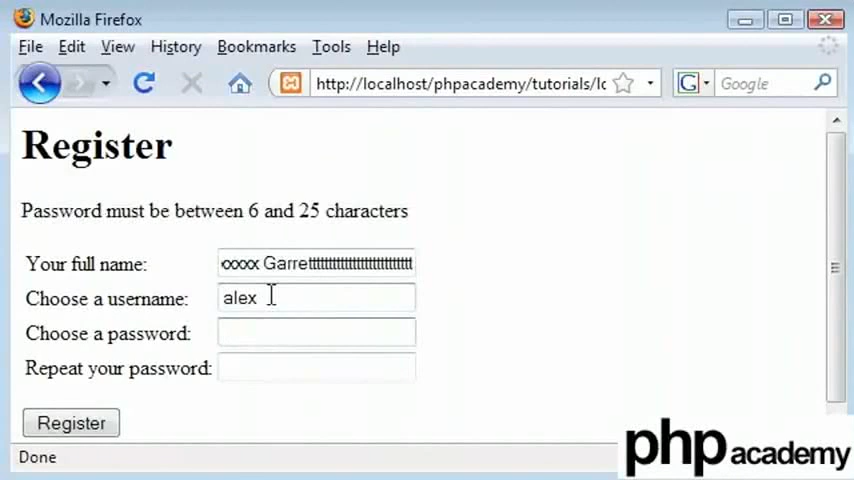 Mozilla Firefox
File Edit View History Bookmarks Tools Help
http://localhost/phpacademy/tutorials/lo
G Google
Register
Password must be between 6 and 25 characters
Your full name: Garrettttttttttttttttttttttttttt
Choose a username: alex
Choose a password:
Repeat your password:
Register
Done
php academy